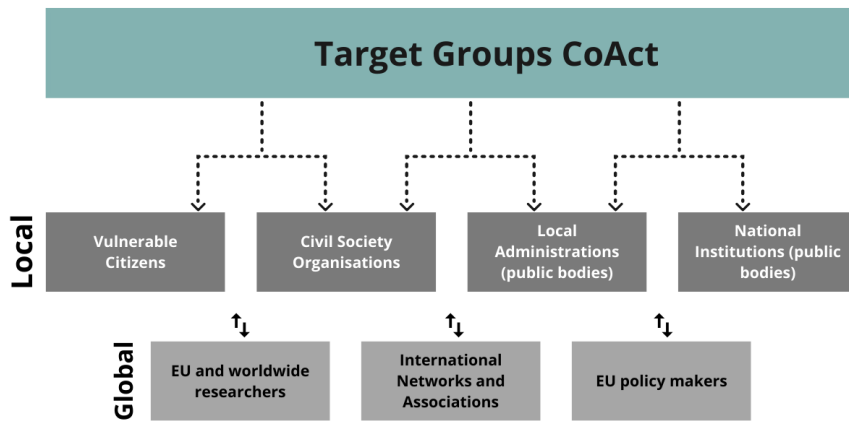 Target Groups CoAct
Local
Vulnerable
Citizens
Civil Society
Organisations
Local
Administrations
(public bodies)
National
Institutions (public
bodies)
Global
EU and worldwide
researchers
International
Networks and
Associations
EU policy makers